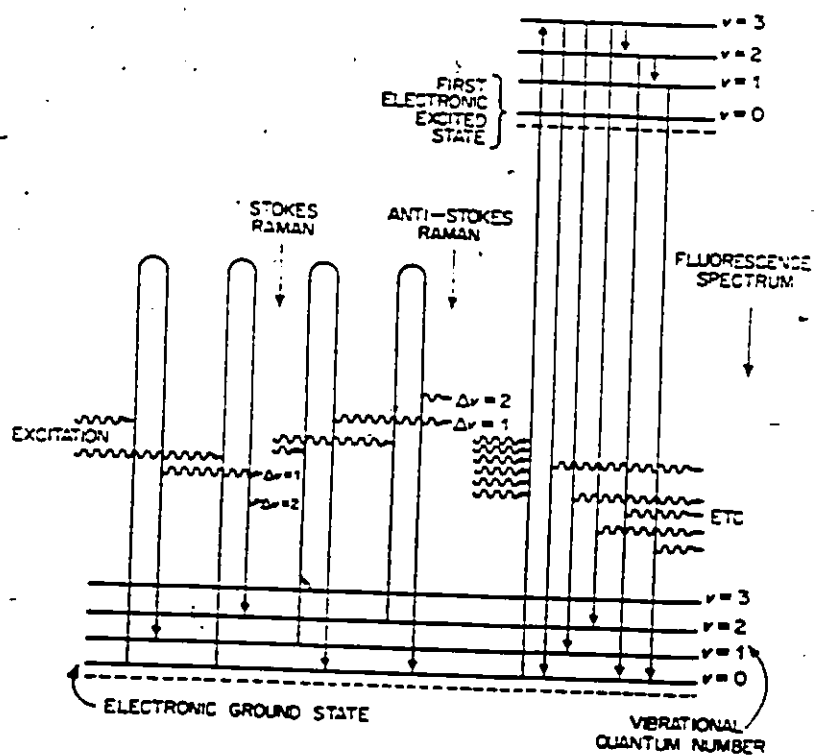 v = 3
v = 2
v = 1
v = 0
FIRST
ELECTRONIC
EXCITED
STATE
STOKES
RAMAN
ANTI-STOKES
RAMAN
FLUORESCENCE
SPECTRUM
Δv = 2
Δv = 1
EXCITATION
Δv = 1
Δv = 2
ETC
v = 3
v = 2
v = 1
v = 0
ELECTRONIC GROUND STATE
VIBRATIONAL
QUANTUM NUMBER